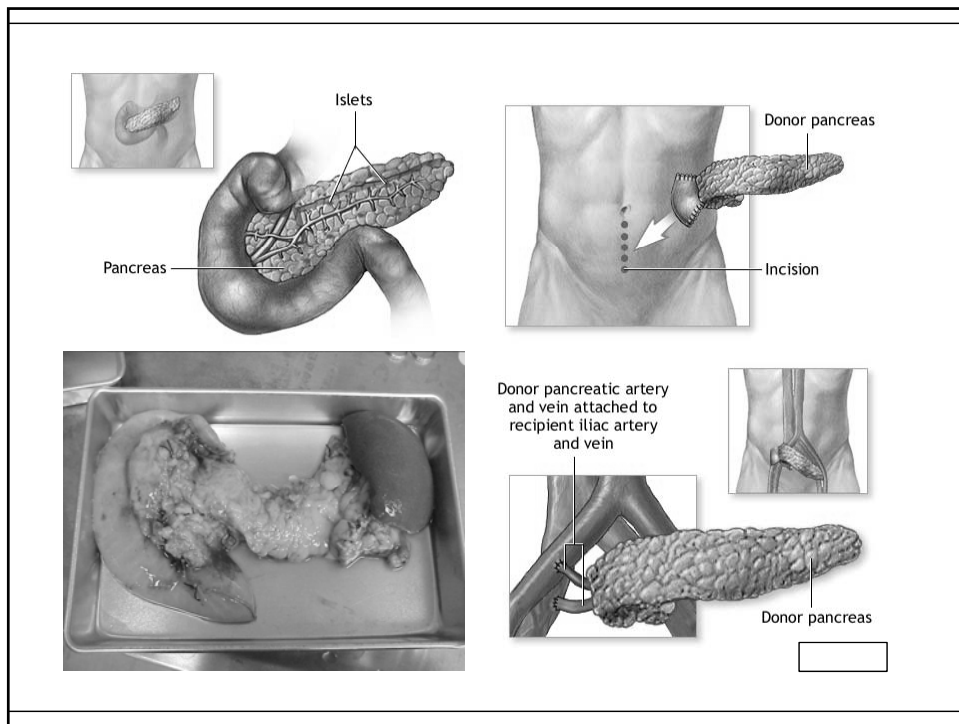 Islets
Pancreas
Donor pancreas
Incision
Donor pancreatic artery
and vein attached to
recipient iliac artery
and vein
Donor pancreas